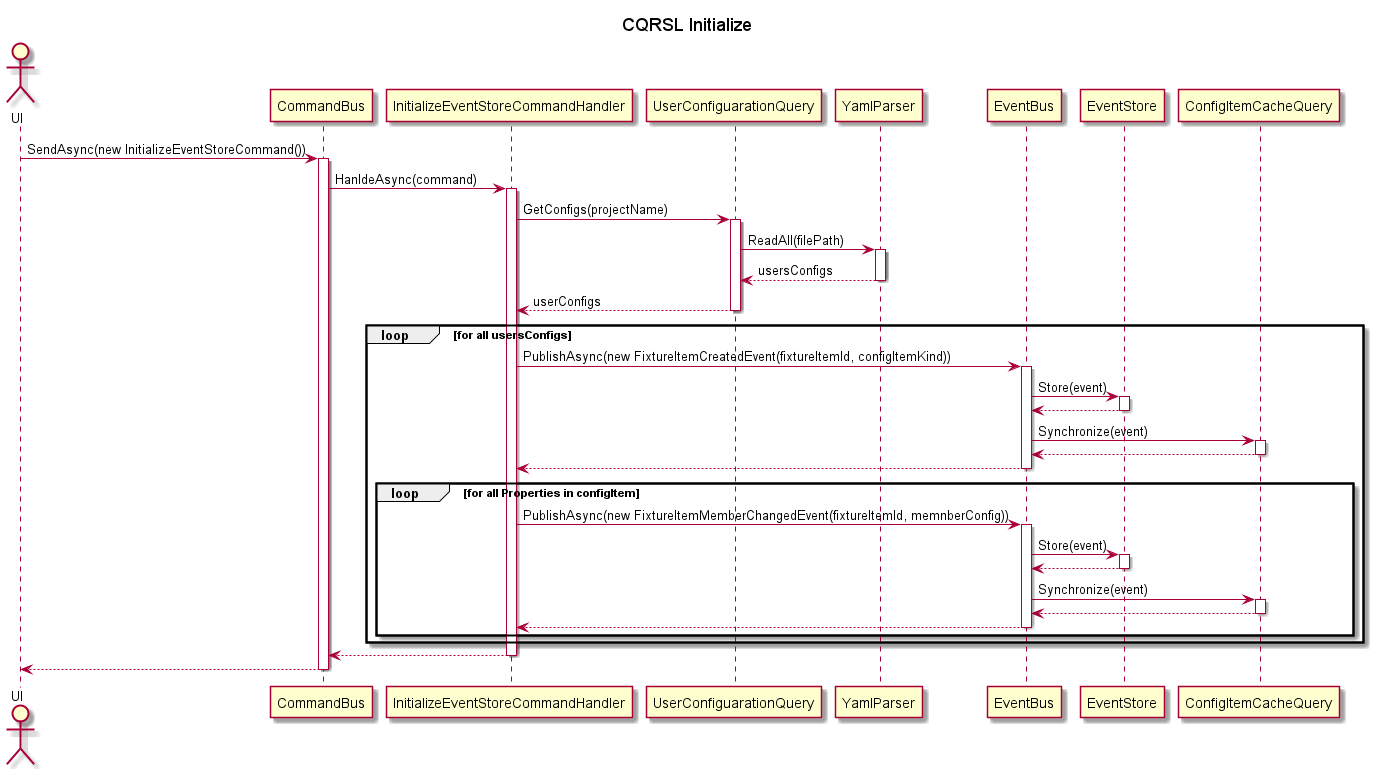 CQRSL Initialize
UI
CommandBus
InitializeEventStoreCommandHandler
UserConfiguarationQuery
YamlParser
EventBus
EventStore
ConfigItemCacheQuery
SendAsync(new InitializeEventStoreCommand())
HanldeAsync(command)
GetConfigs(projectName)
ReadAll(filePath)
usersConfigs
userConfigs
loop [for all usersConfigs]
PublishAsync(new FixtureItemCreatedEvent(fixtureItemId, configItemKind))
Store(event)
Synchronize(event)
loop [for all Properties in configItem]
PublishAsync(new FixtureItemMemberChangedEvent(fixtureItemId, memnberConfig))
Store(event)
Synchronize(event)
UI
CommandBus
InitializeEventStoreCommandHandler
UserConfiguarationQuery
YamlParser
EventBus
EventStore
ConfigItemCacheQuery